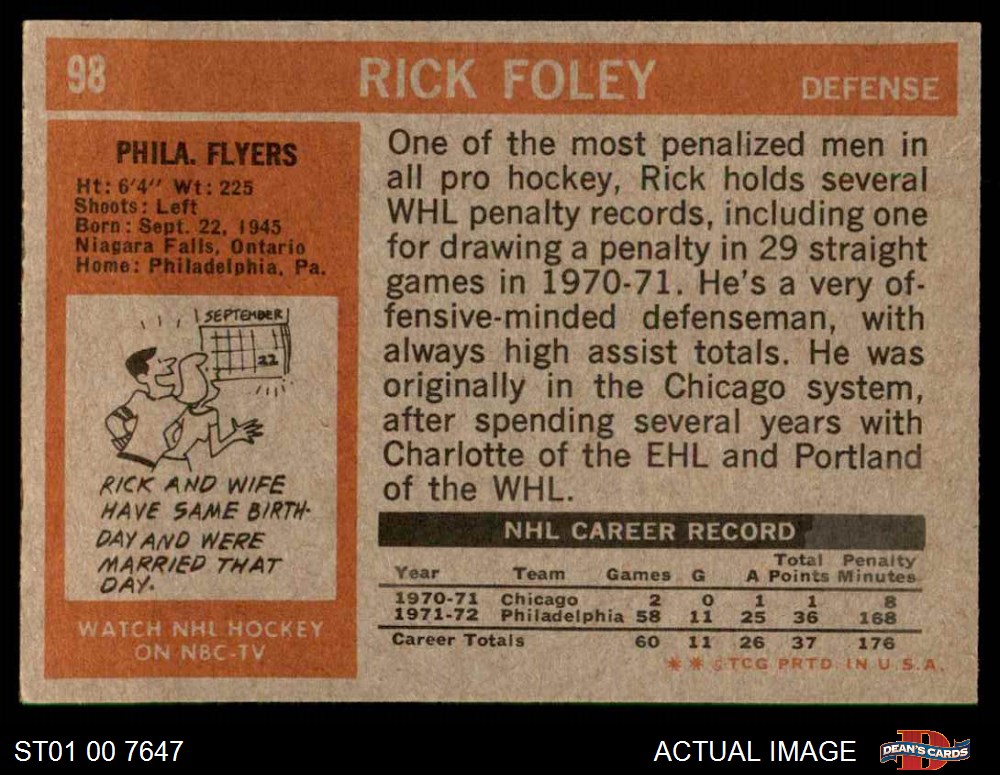 98 RICK FOLEY DEFENSE
PHILA. FLYERS
Ht: 6'4" Wt: 225
Shoots: Left
Born: Sept. 22, 1945
Niagara Falls, Ontario
Home: Philadelphia, Pa.
SEPTEMBER
22
RICK AND WIFE
HAVE SAME BIRTH-
DAY AND WERE
MARRIED THAT
DAY.
WATCH NHL HOCKEY
ON NBC-TV
One of the most penalized men in
all pro hockey, Rick holds several
WHL penalty records, including one
for drawing a penalty in 29 straight
games in 1970-71. He's a very of-
fensive-minded defenseman, with
always high assist totals. He was
originally in the Chicago system,
after spending several years with
Charlotte of the EHL and Portland
of the WHL.
NHL CAREER RECORD
Total Penalty
Year Team Games G A Points Minutes
1970-71 Chicago 2 0 1 1 8
1971-72 Philadelphia 58 11 25 36 168
Career Totals 60 11 26 37 176
* * © TCG PRTD. IN U.S.A.
ST01 00 7647
ACTUAL IMAGE
D
DEAN'S CARDS